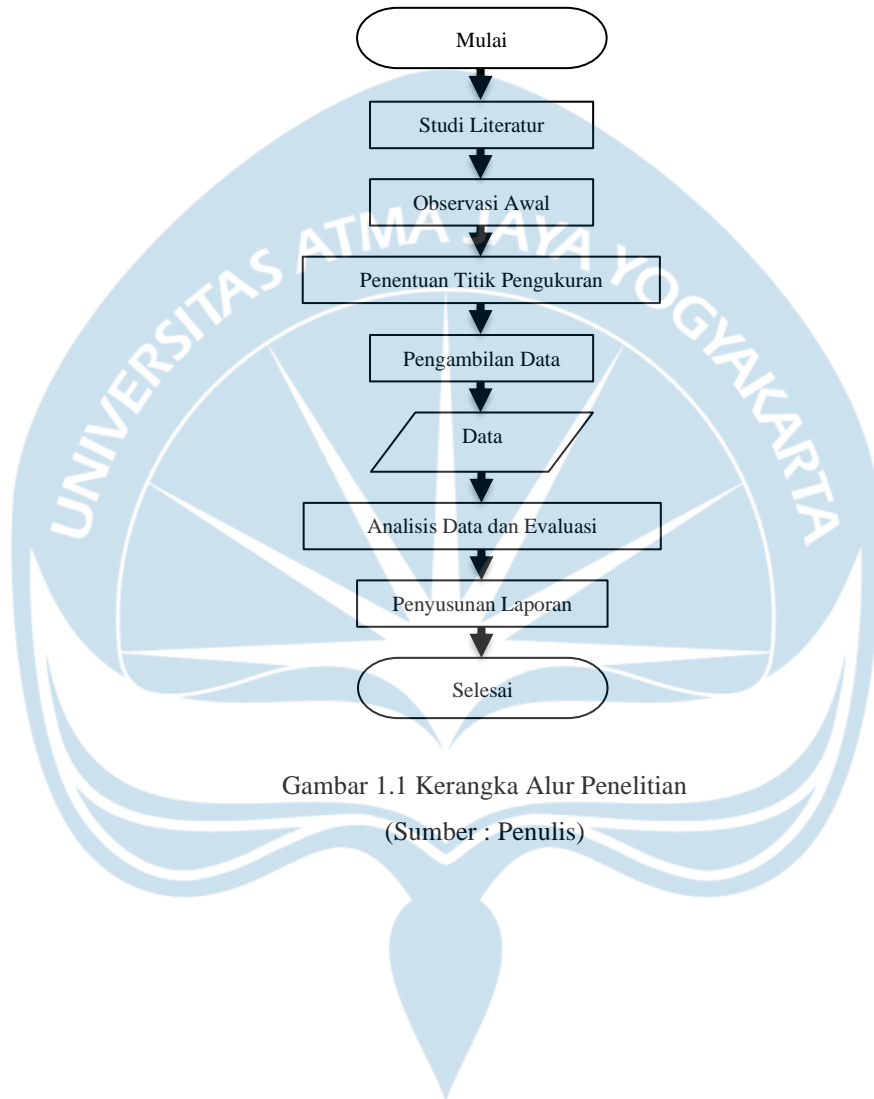 Mulai
Studi Literatur
Observasi Awal
UNIVERSITAS ATMA JAYA YOGYAKARTA
Penentuan Titik Pengukuran
Pengambilan Data
Data
Analisis Data dan Evaluasi
Penyusunan Laporan
Selesai
Gambar 1.1 Kerangka Alur Penelitian
(Sumber : Penulis)